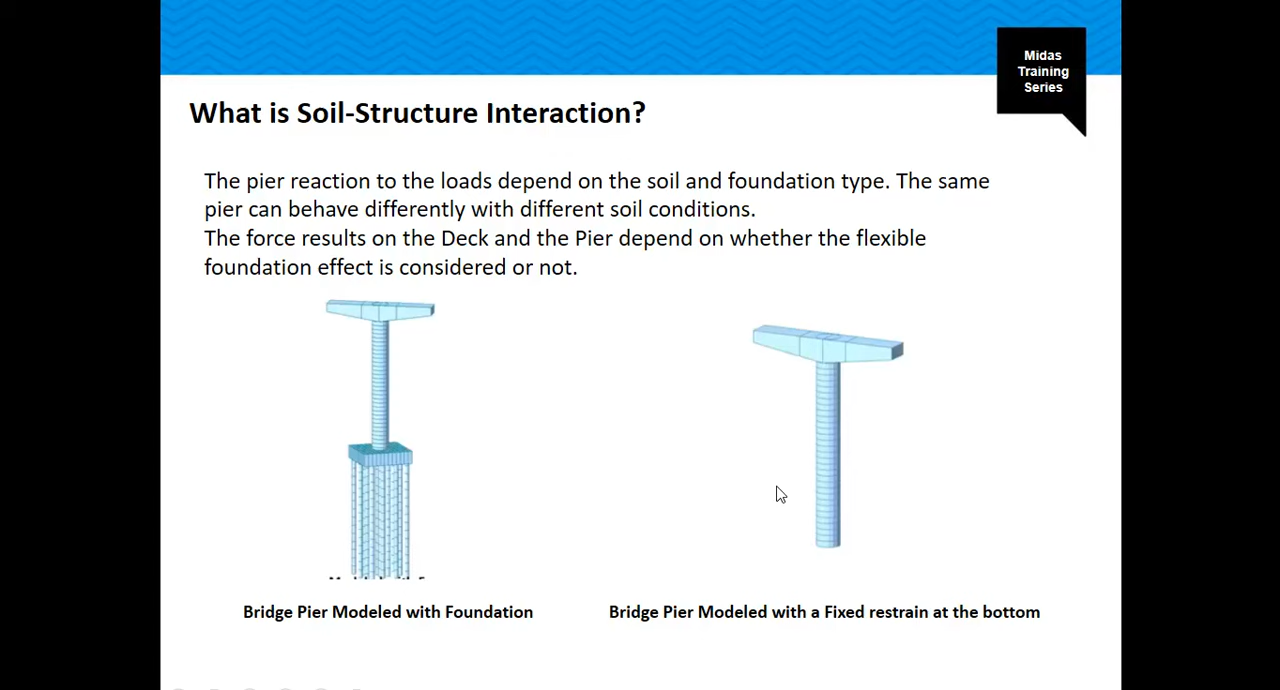 Midas
Training
Series
What is Soil-Structure Interaction?
The pier reaction to the loads depend on the soil and foundation type. The same
pier can behave differently with different soil conditions.
The force results on the Deck and the Pier depend on whether the flexible
foundation effect is considered or not.
Bridge Pier Modeled with Foundation
Bridge Pier Modeled with a Fixed restrain at the bottom